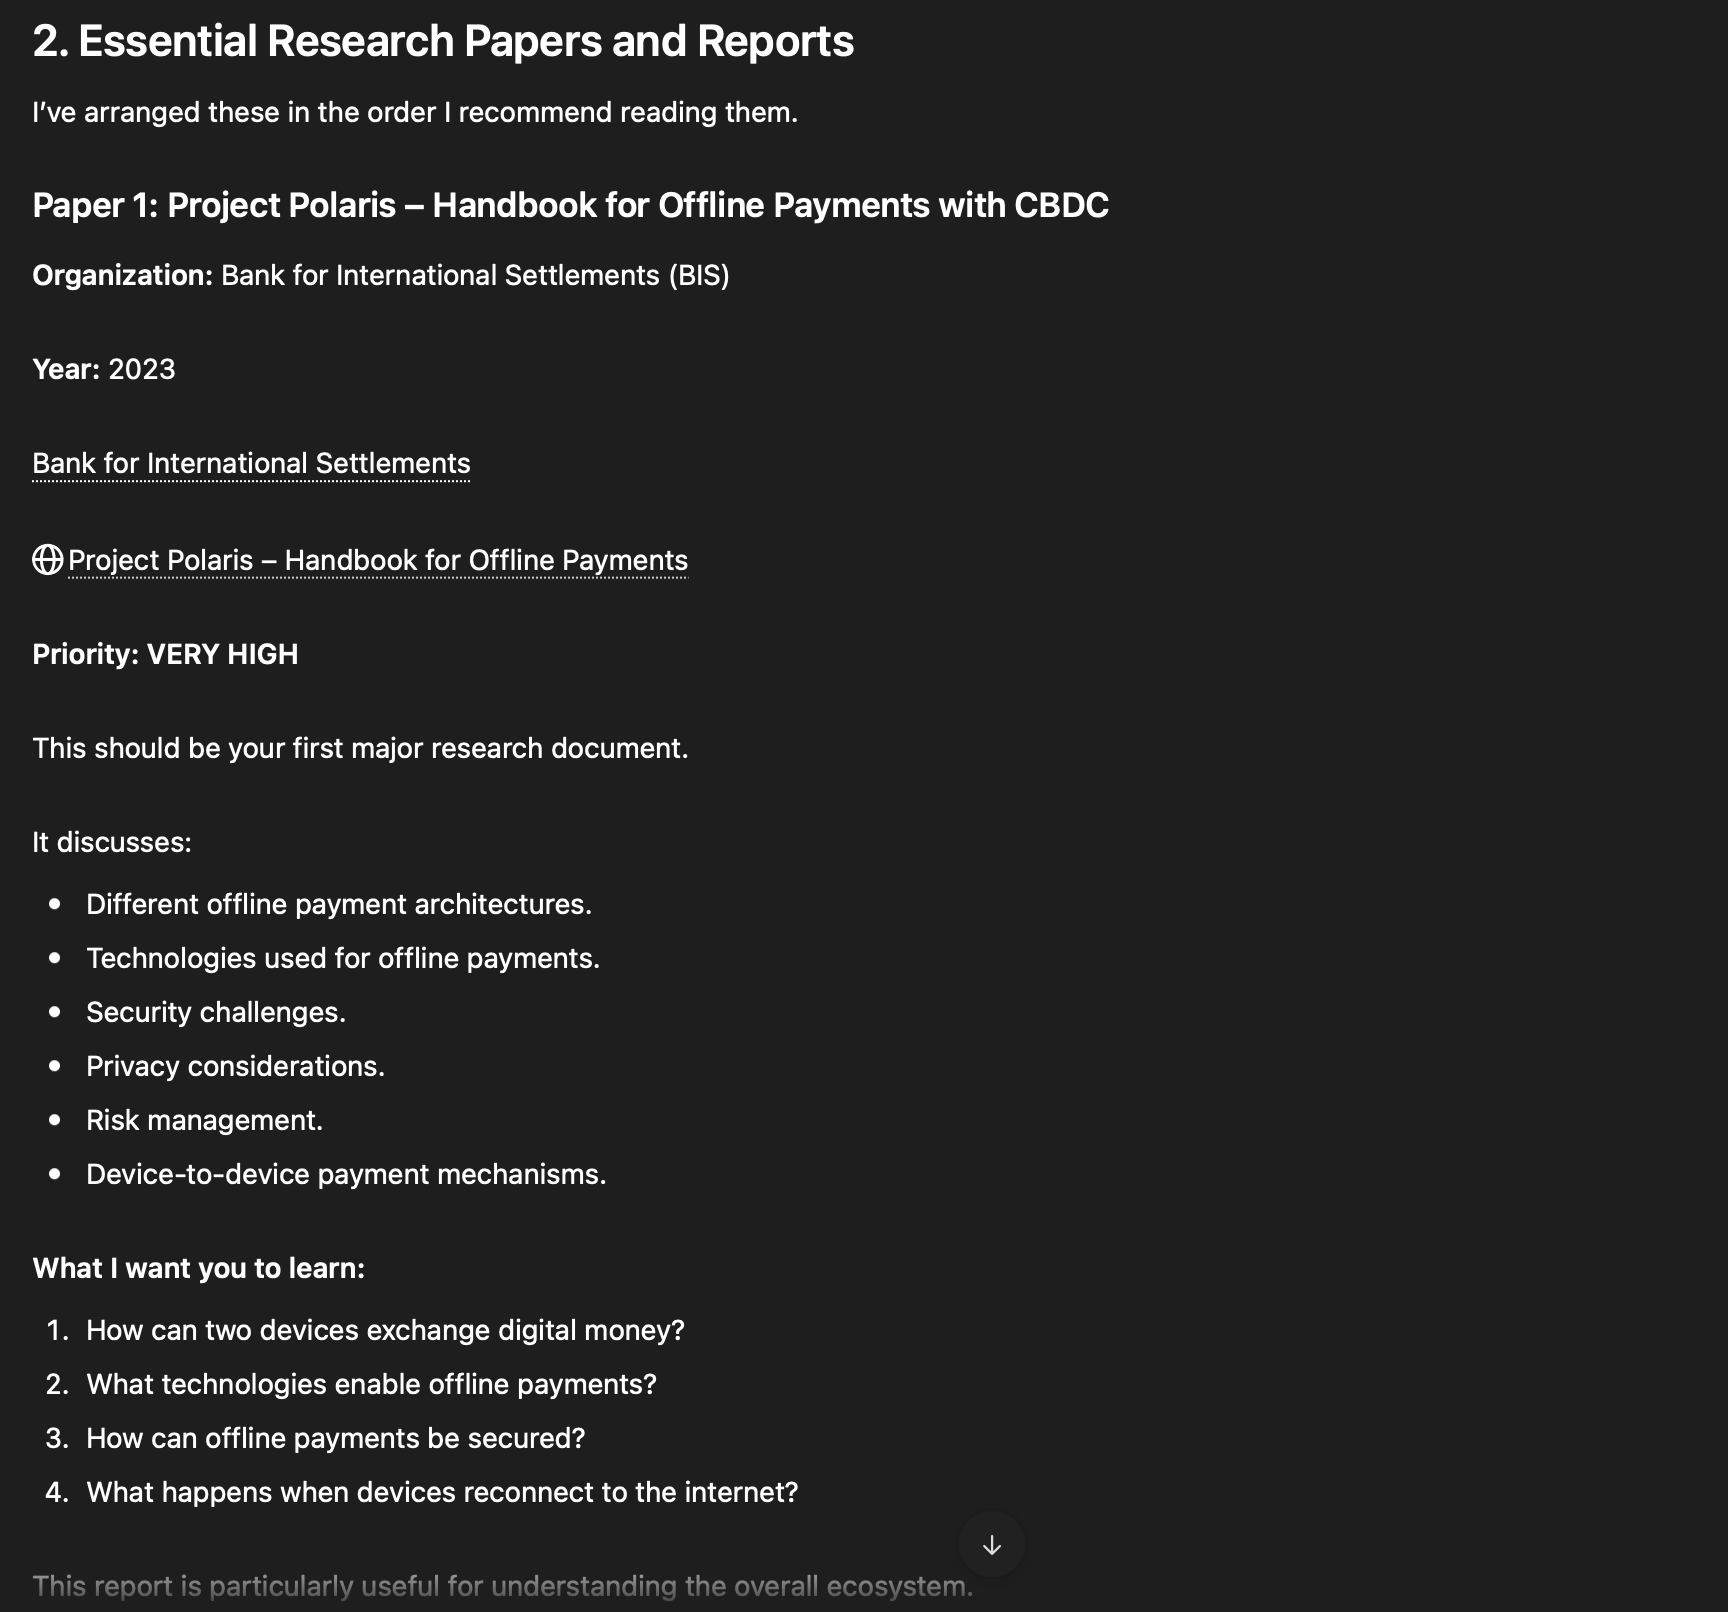 2. Essential Research Papers and Reports
I’ve arranged these in the order I recommend reading them.
Paper 1: Project Polaris – Handbook for Offline Payments with CBDC
Organization: Bank for International Settlements (BIS)
Year: 2023
Bank for International Settlements
Project Polaris – Handbook for Offline Payments
Priority: VERY HIGH
This should be your first major research document.
It discusses:
• Different offline payment architectures.
• Technologies used for offline payments.
• Security challenges.
• Privacy considerations.
• Risk management.
• Device-to-device payment mechanisms.
What I want you to learn:
1. How can two devices exchange digital money?
2. What technologies enable offline payments?
3. How can offline payments be secured?
4. What happens when devices reconnect to the internet?
This report is particularly useful for understanding the overall ecosystem.